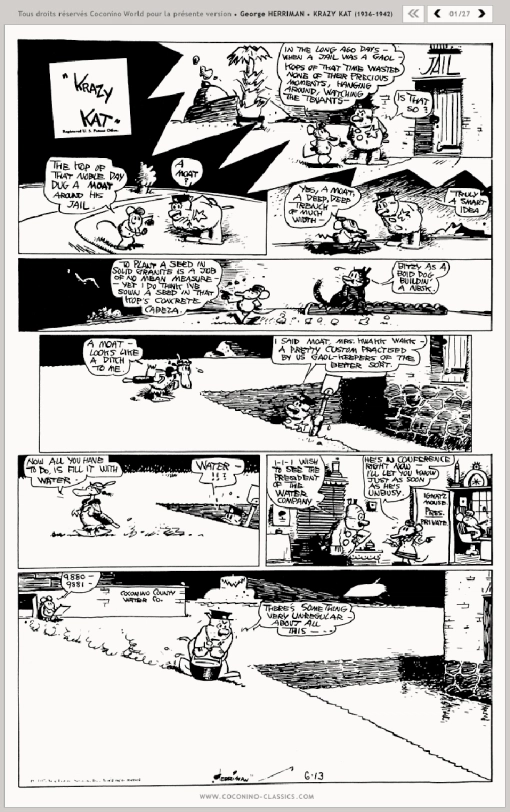 Tous droits réservés Coconino World pour la présente version • George HERRIMAN • KRAZY KAT (1936-1942)
01/27
"KRAZY
KAT"
Registered U. S. Patent Office.
IN THE LONG AGO DAYS -
WHEN A JAIL WAS A GAOL -
KOPS OF THAT TIME WASTED
NONE OF THEIR PRECIOUS
MOMENTS, HANGING
AROUND, WATCHING
THE TENANTS -
IS THAT
SO?
JAIL
THE KOP OF
THAT NOBLE DAY
DUG A MOAT
AROUND HIS
JAIL
A
MOAT
?
YES, A MOAT,
A DEEP, DEEP
TRENCH -
OF MUCH
WIDTH -
TRULY
A SMART
IDEA
TO PLANT A SEED IN
SOLID GRANITE IS A JOB
OF NO MEAN MEASURE -
- YET I DO THINK I'VE
SOWN A SEED IN THAT
KOP'S CONCRETE
CABEZA.
BIZZY AS A
BOID DOG
BUILDIN'
A NESK.
A MOAT -
LOOKS LIKE
A DITCH
TO ME.
I SAID MOAT, MRS. KWAKK WAKK -
A PRETTY CUSTOM PRACTISED
BY US GAOL-KEEPERS OF THE
BETTER SORT.
NOW ALL YOU HAVE
TO DO, IS FILL IT WITH
WATER.
WATER -
!!!
I-I-I WISH
TO SEE THE
PRESIDENT
OF THE
WATER
COMPANY
HE'S IN CONFERENCE
RIGHT NOW -
I'LL LET YOU KNOW
JUST AS SOON
AS HE'S
UNBUSY.
IGNATZ
MOUSE.
PRES.
PRIVATE.
9880 -
9881 -
COCONINO COUNTY
WATER CO.
THERE'S SOMETHING
VERY UNREGULAR -
ABOUT ALL
THIS -
HERRIMAN
6-13
WWW.COCONINO-CLASSICS.COM